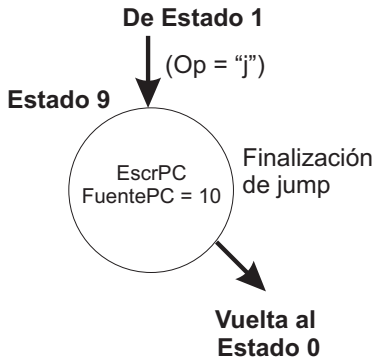 De Estado 1
(Op = “j”)
Estado 9
EscrPC
FuentePC = 10
Finalización
de jump
Vuelta al
Estado 0